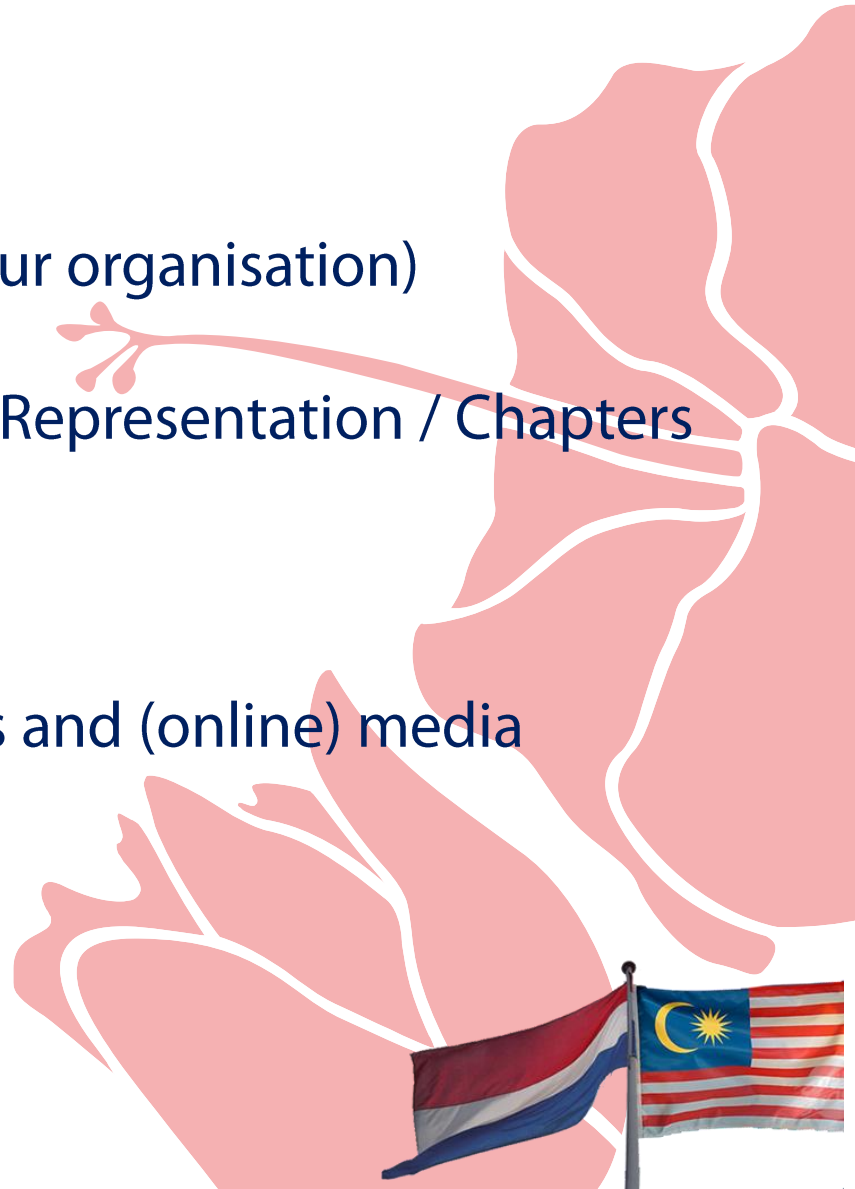 ur organisation)
Representation / Chapters
and (online) media